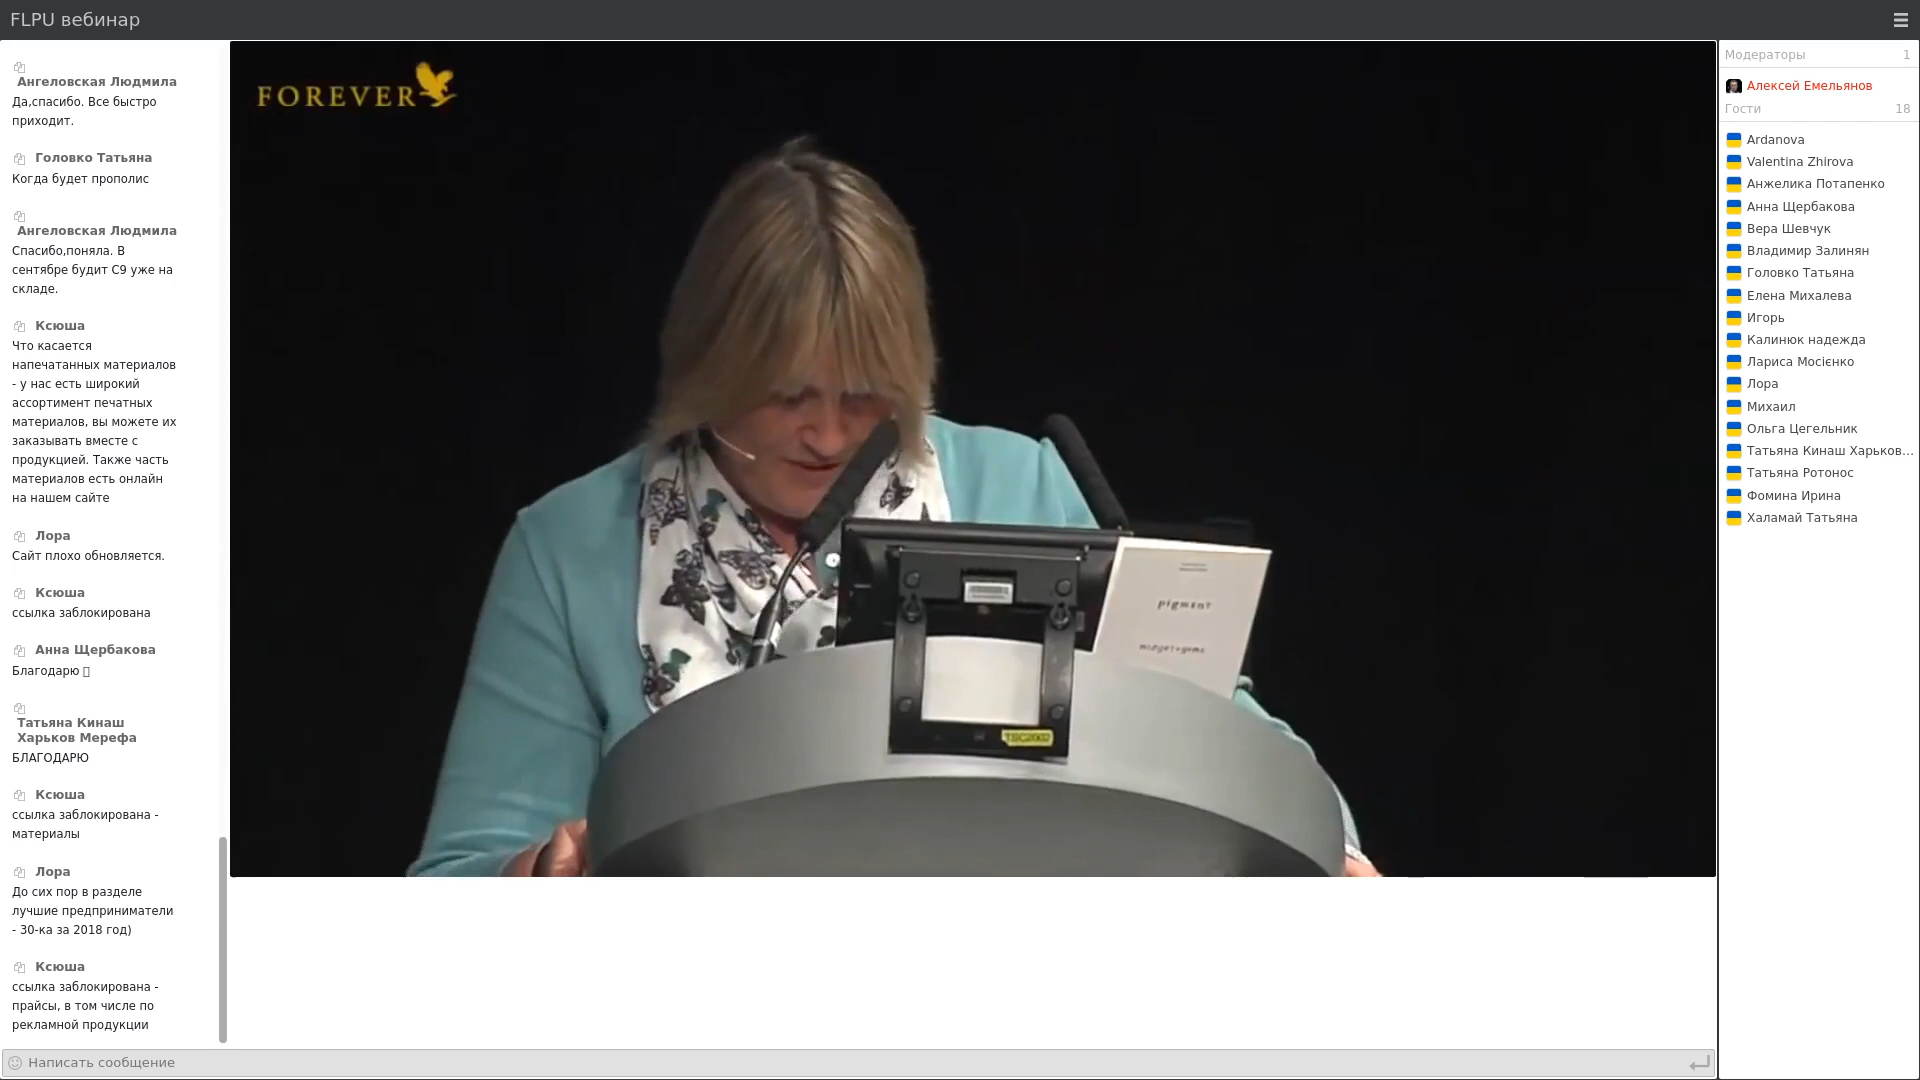 FLPU вебинар
Ангеловская Людмила
Да,спасибо. Все быстро
приходит.
Головко Татьяна
Когда будет прополис
Ангеловская Людмила
Спасибо,поняла. В
сентябре будит С9 уже на
складе.
Ксюша
Что касается
напечатанных материалов
- у нас есть широкий
ассортимент печатных
материалов, вы можете их
заказывать вместе с
продукцией. Также часть
материалов есть онлайн
на нашем сайте
Лора
Сайт плохо обновляется.
Ксюша
ссылка заблокирована
Анна Щербакова
Благодарю
Татьяна Кинаш
Харьков Мерефа
БЛАГОДАРЮ
Ксюша
ссылка заблокирована -
материалы
Лора
До сих пор в разделе
лучшие предприниматели
- 30-ка за 2018 год)
Ксюша
ссылка заблокирована -
прайсы, в том числе по
рекламной продукции
Написать сообщение
FOREVER
pigment
midget+gems
TSC2002
Модераторы 1
Алексей Емельянов
Гости 18
Ardanova
Valentina Zhirova
Анжелика Потапенко
Анна Щербакова
Вера Шевчук
Владимир Залинян
Головко Татьяна
Елена Михалева
Игорь
Калинюк надежда
Лариса Мосієнко
Лора
Михаил
Ольга Цегельник
Татьяна Кинаш Харьков...
Татьяна Ротонос
Фомина Ирина
Халамай Татьяна